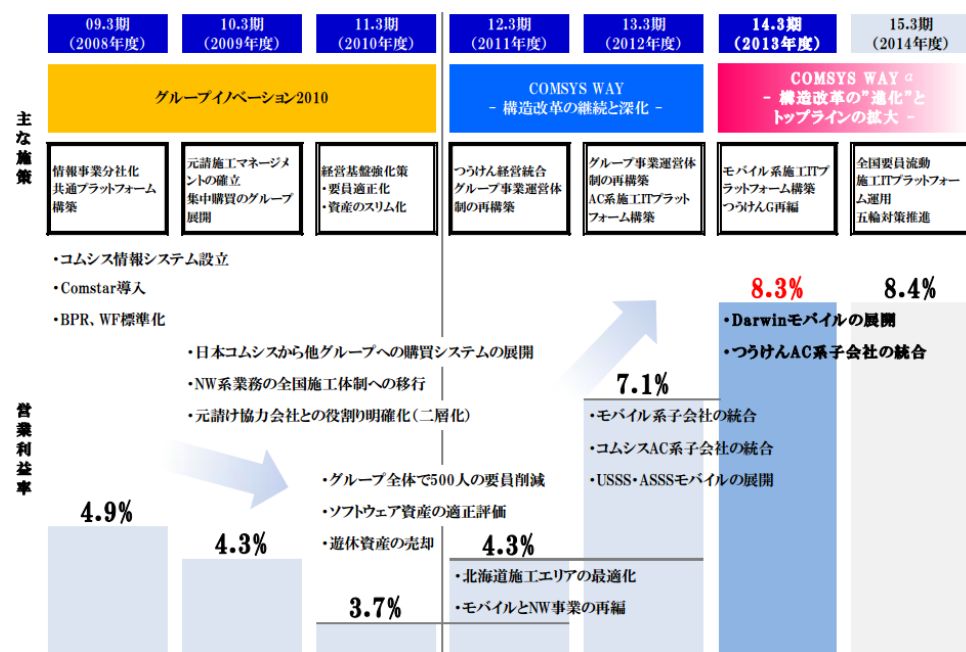 09.3期
（2008年度）
10.3期
（2009年度）
11.3期
（2010年度）
12.3期
（2011年度）
13.3期
（2012年度）
14.3期
（2013年度）
15.3期
（2014年度）
主な施策
グループイノベーション2010
COMSYS WAY
- 構造改革の継続と深化 -
COMSYS WAY α
- 構造改革の”進化”と
トップラインの拡大 -
情報事業分社化
共通プラットフォーム
構築
元請施工マネージメ
ントの確立
集中購買のグループ
展開
経営基盤強化策
・要員適正化
・資産のスリム化
つうけん経営統合
グループ事業運営体
制の再構築
グループ事業運営体
制の再構築
AC系施工ITプラット
フォーム構築
モバイル系施工ITプ
ラットフォーム構築
つうけんG再編
全国要員流動
施工ITプラットフォー
ム運用
五輪対策推進
・コムシス情報システム設立
・Comstar導入
・BPR、WF標準化
・日本コムシスから他グループへの購買システムの展開
・NW系業務の全国施工体制への移行
・元請け協力会社との役割り明確化（二層化）
・グループ全体で500人の要員削減
・ソフトウェア資産の適正評価
・遊休資産の売却
営業利益率
4.9%
4.3%
3.7%
4.3%
・北海道施工エリアの最適化
・モバイルとNW事業の再編
7.1%
・モバイル系子会社の統合
・コムシスAC系子会社の統合
・USSS・ASSSモバイルの展開
8.3%
・Darwinモバイルの展開
・つうけんAC系子会社の統合
8.4%